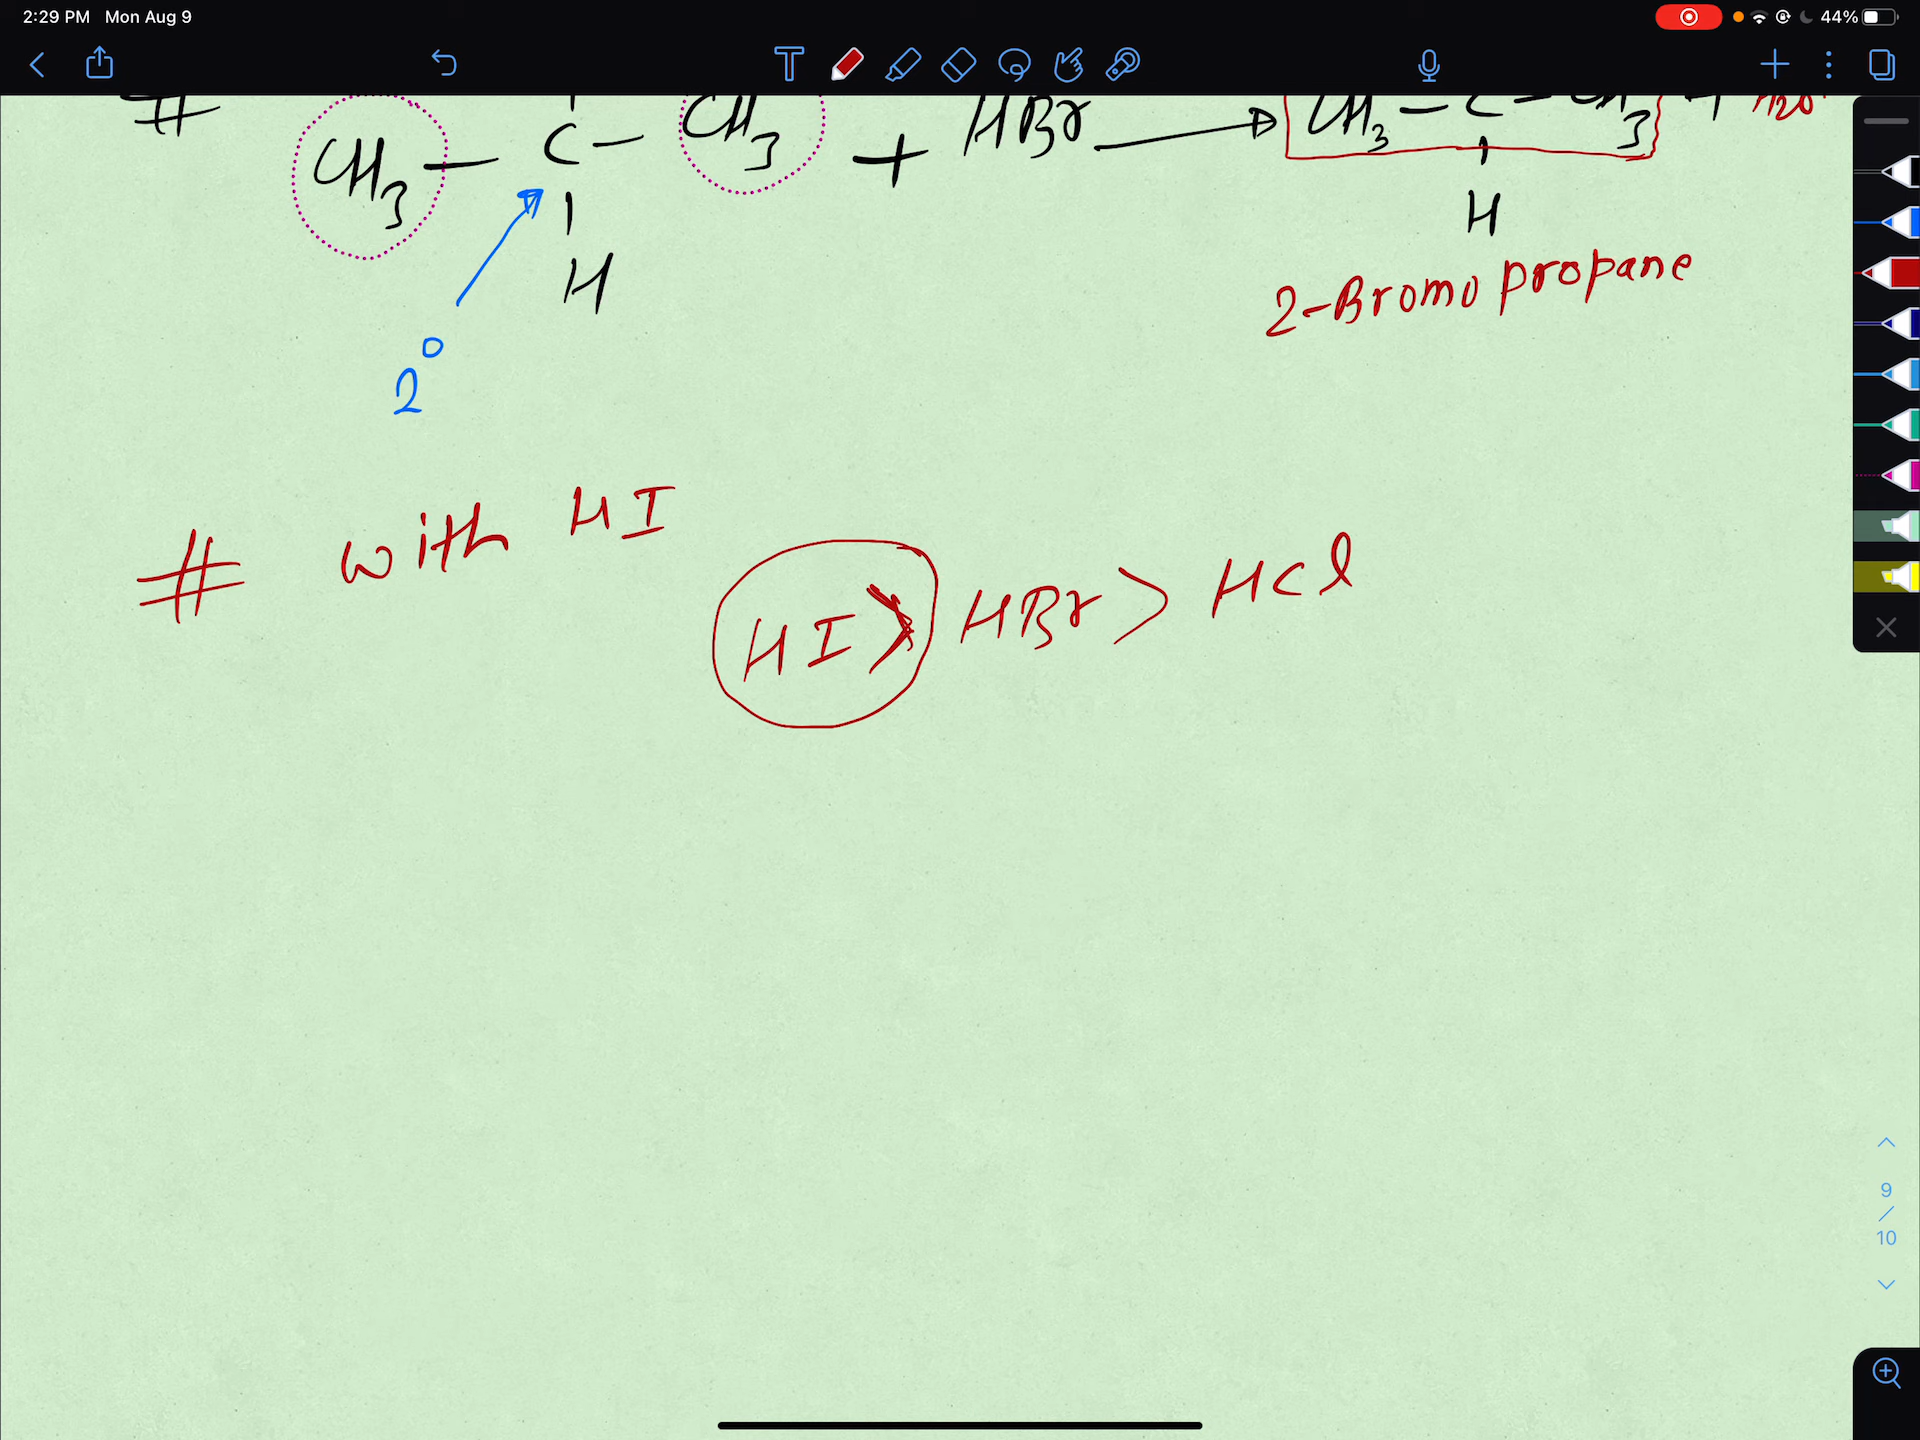 2:29 PM Mon Aug 9
44%
#
CH3 — C — CH3 + HBr → CH3 — C — CH3 + H2O
H
H
2-Bromo propane
2°
# with HI
HI > HBr > HCl
9
/
10